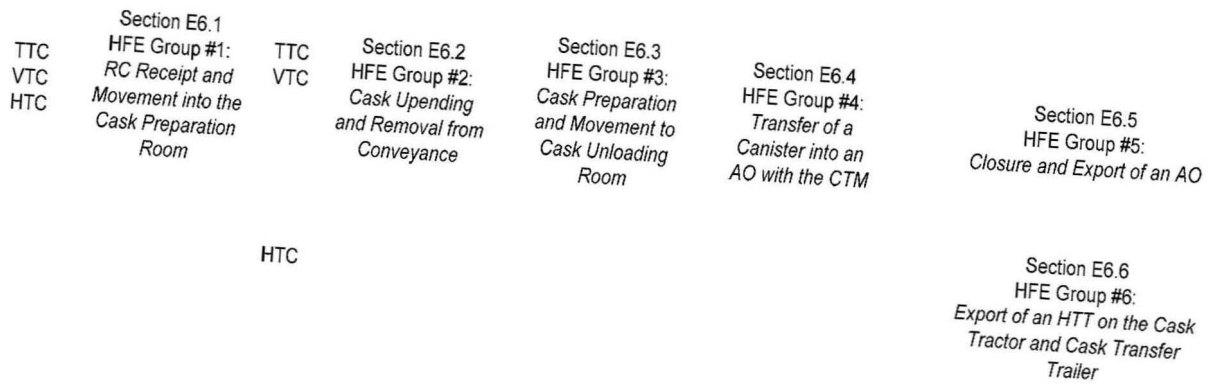 TTC
VTC
HTC
Section E6.1
HFE Group #1:
RC Receipt and
Movement into the
Cask Preparation
Room
TTC
VTC
Section E6.2
HFE Group #2:
Cask Upending
and Removal from
Conveyance
Section E6.3
HFE Group #3:
Cask Preparation
and Movement to
Cask Unloading
Room
Section E6.4
HFE Group #4:
Transfer of a
Canister into an
AO with the CTM
Section E6.5
HFE Group #5:
Closure and Export of an AO
HTC
Section E6.6
HFE Group #6:
Export of an HTT on the Cask
Tractor and Cask Transfer
Trailer